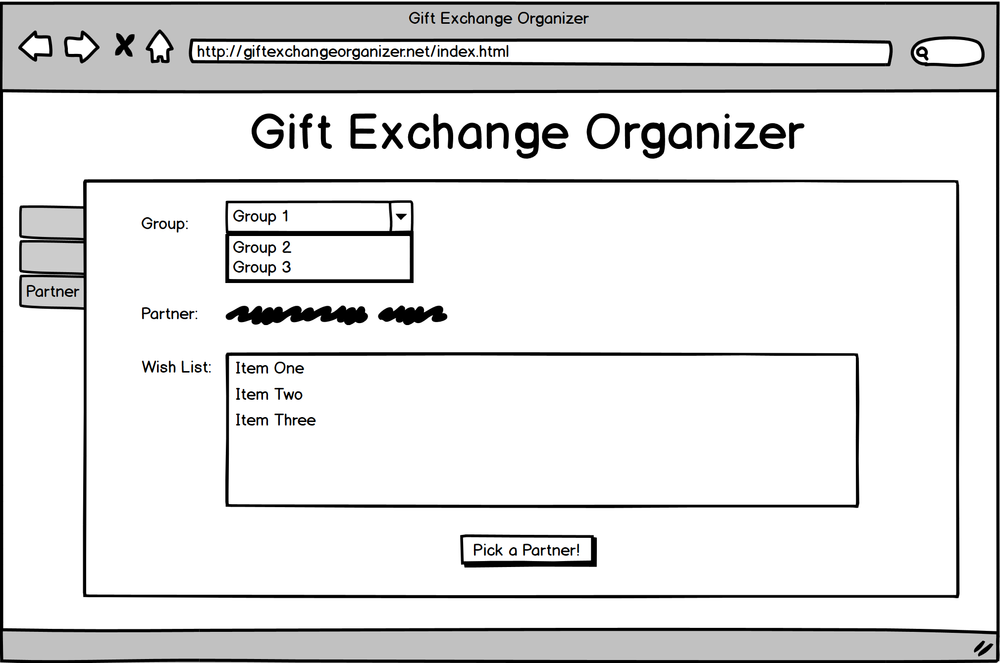 Gift Exchange Organizer
http://giftexchangeorganizer.net/index.html
Gift Exchange Organizer
Group: Group 1
Group 2
Group 3
Partner
Partner:
Wish List: Item One
Item Two
Item Three
Pick a Partner!